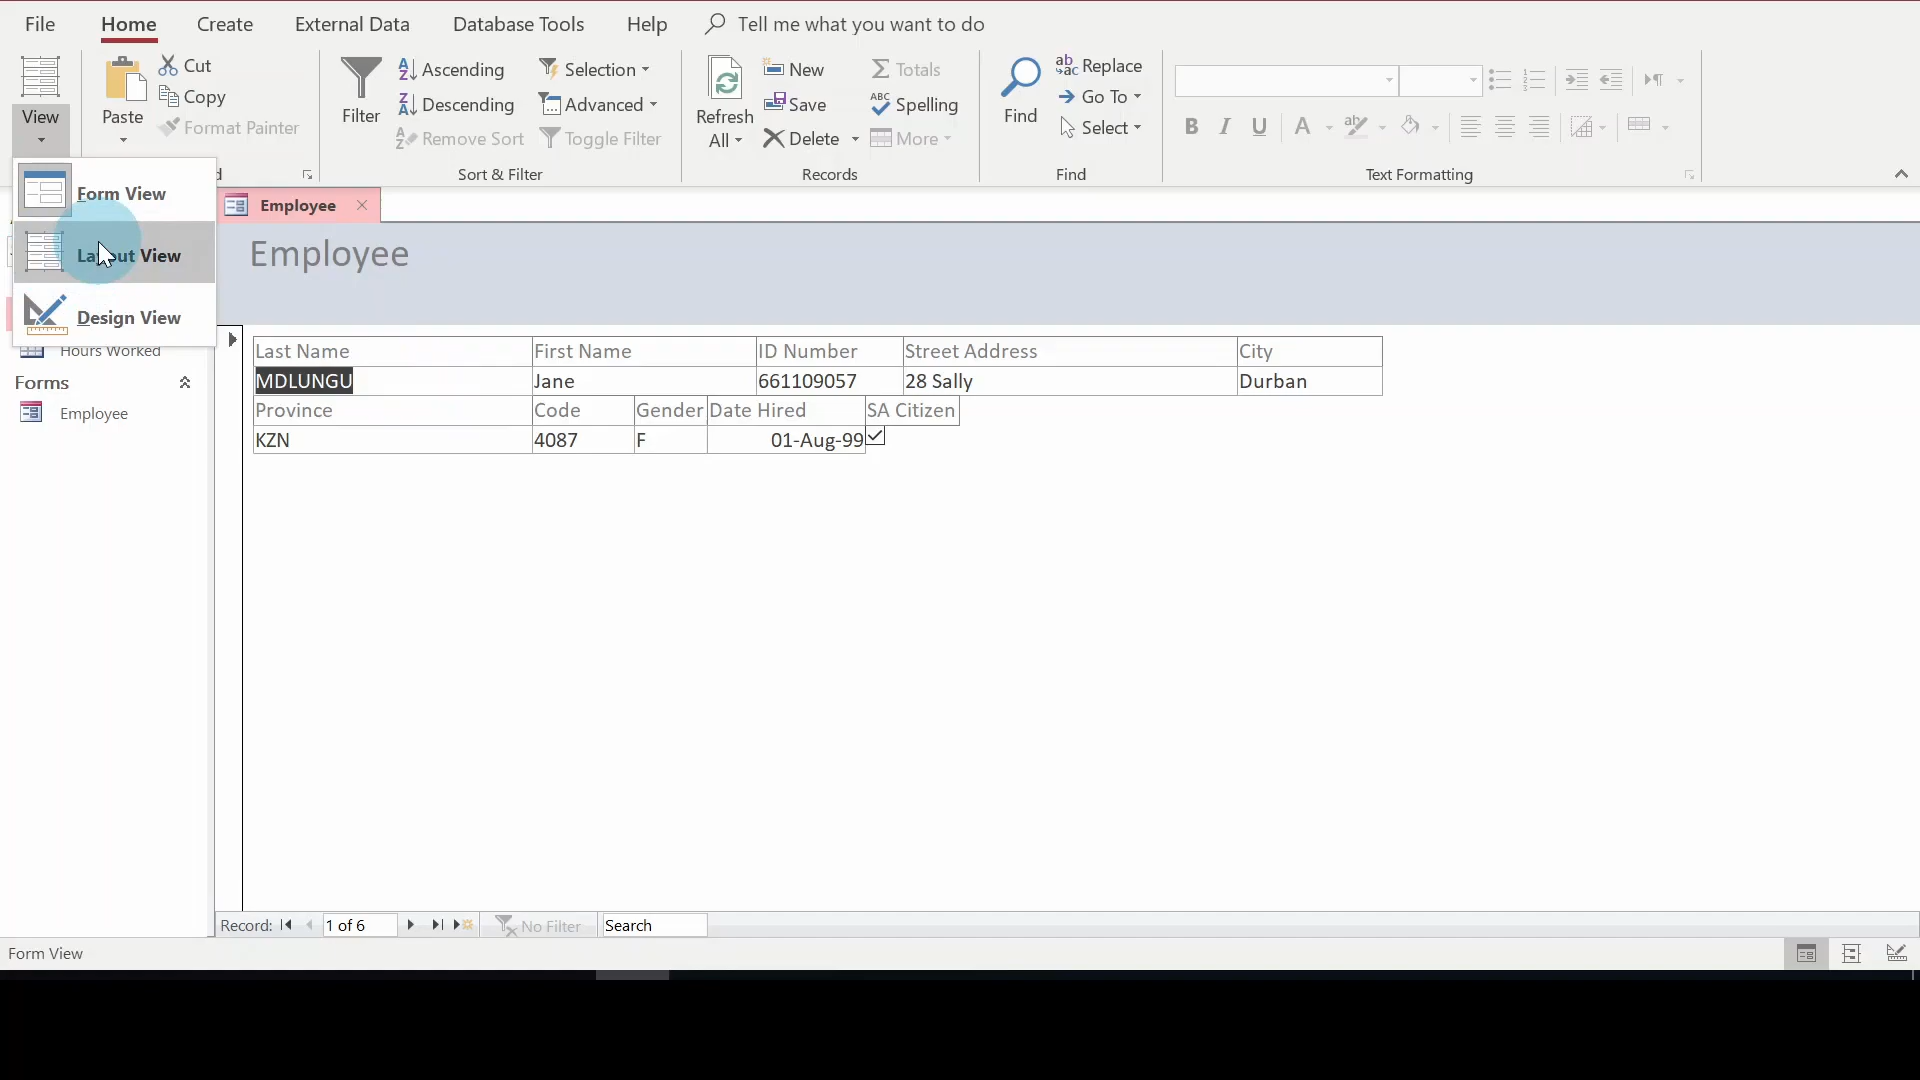 File Home Create External Data Database Tools Help Tell me what you want to do
View Paste Cut Copy Format Painter
Filter Ascending Descending Remove Sort Selection Advanced Toggle Filter
Sort & Filter
Refresh All New Save Delete Totals Spelling More
Records
Find Replace Go To Select
Find
B I U A
Text Formatting
Form View
Layout View
Design View
Hours Worked
Forms
Employee
Employee
Employee
Last Name First Name ID Number Street Address City
MDLUNGU Jane 661109057 28 Sally Durban
Province Code Gender Date Hired SA Citizen
KZN 4087 F 01-Aug-99
Record: 1 of 6 No Filter Search
Form View